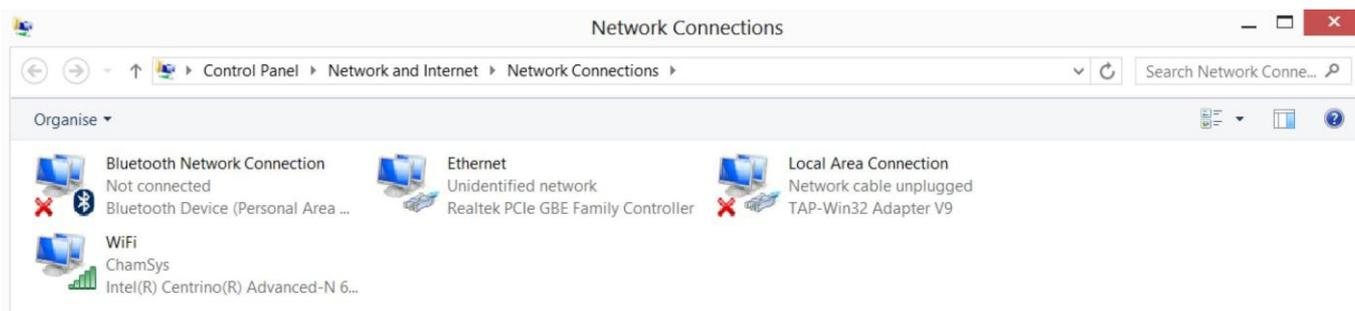 Network Connections
Control Panel Network and Internet Network Connections
Search Network Conne...
Organise
Bluetooth Network Connection
Not connected
Bluetooth Device (Personal Area ...
Ethernet
Unidentified network
Realtek PCIe GBE Family Controller
Local Area Connection
Network cable unplugged
TAP-Win32 Adapter V9
WiFi
ChamSys
Intel(R) Centrino(R) Advanced-N 6...